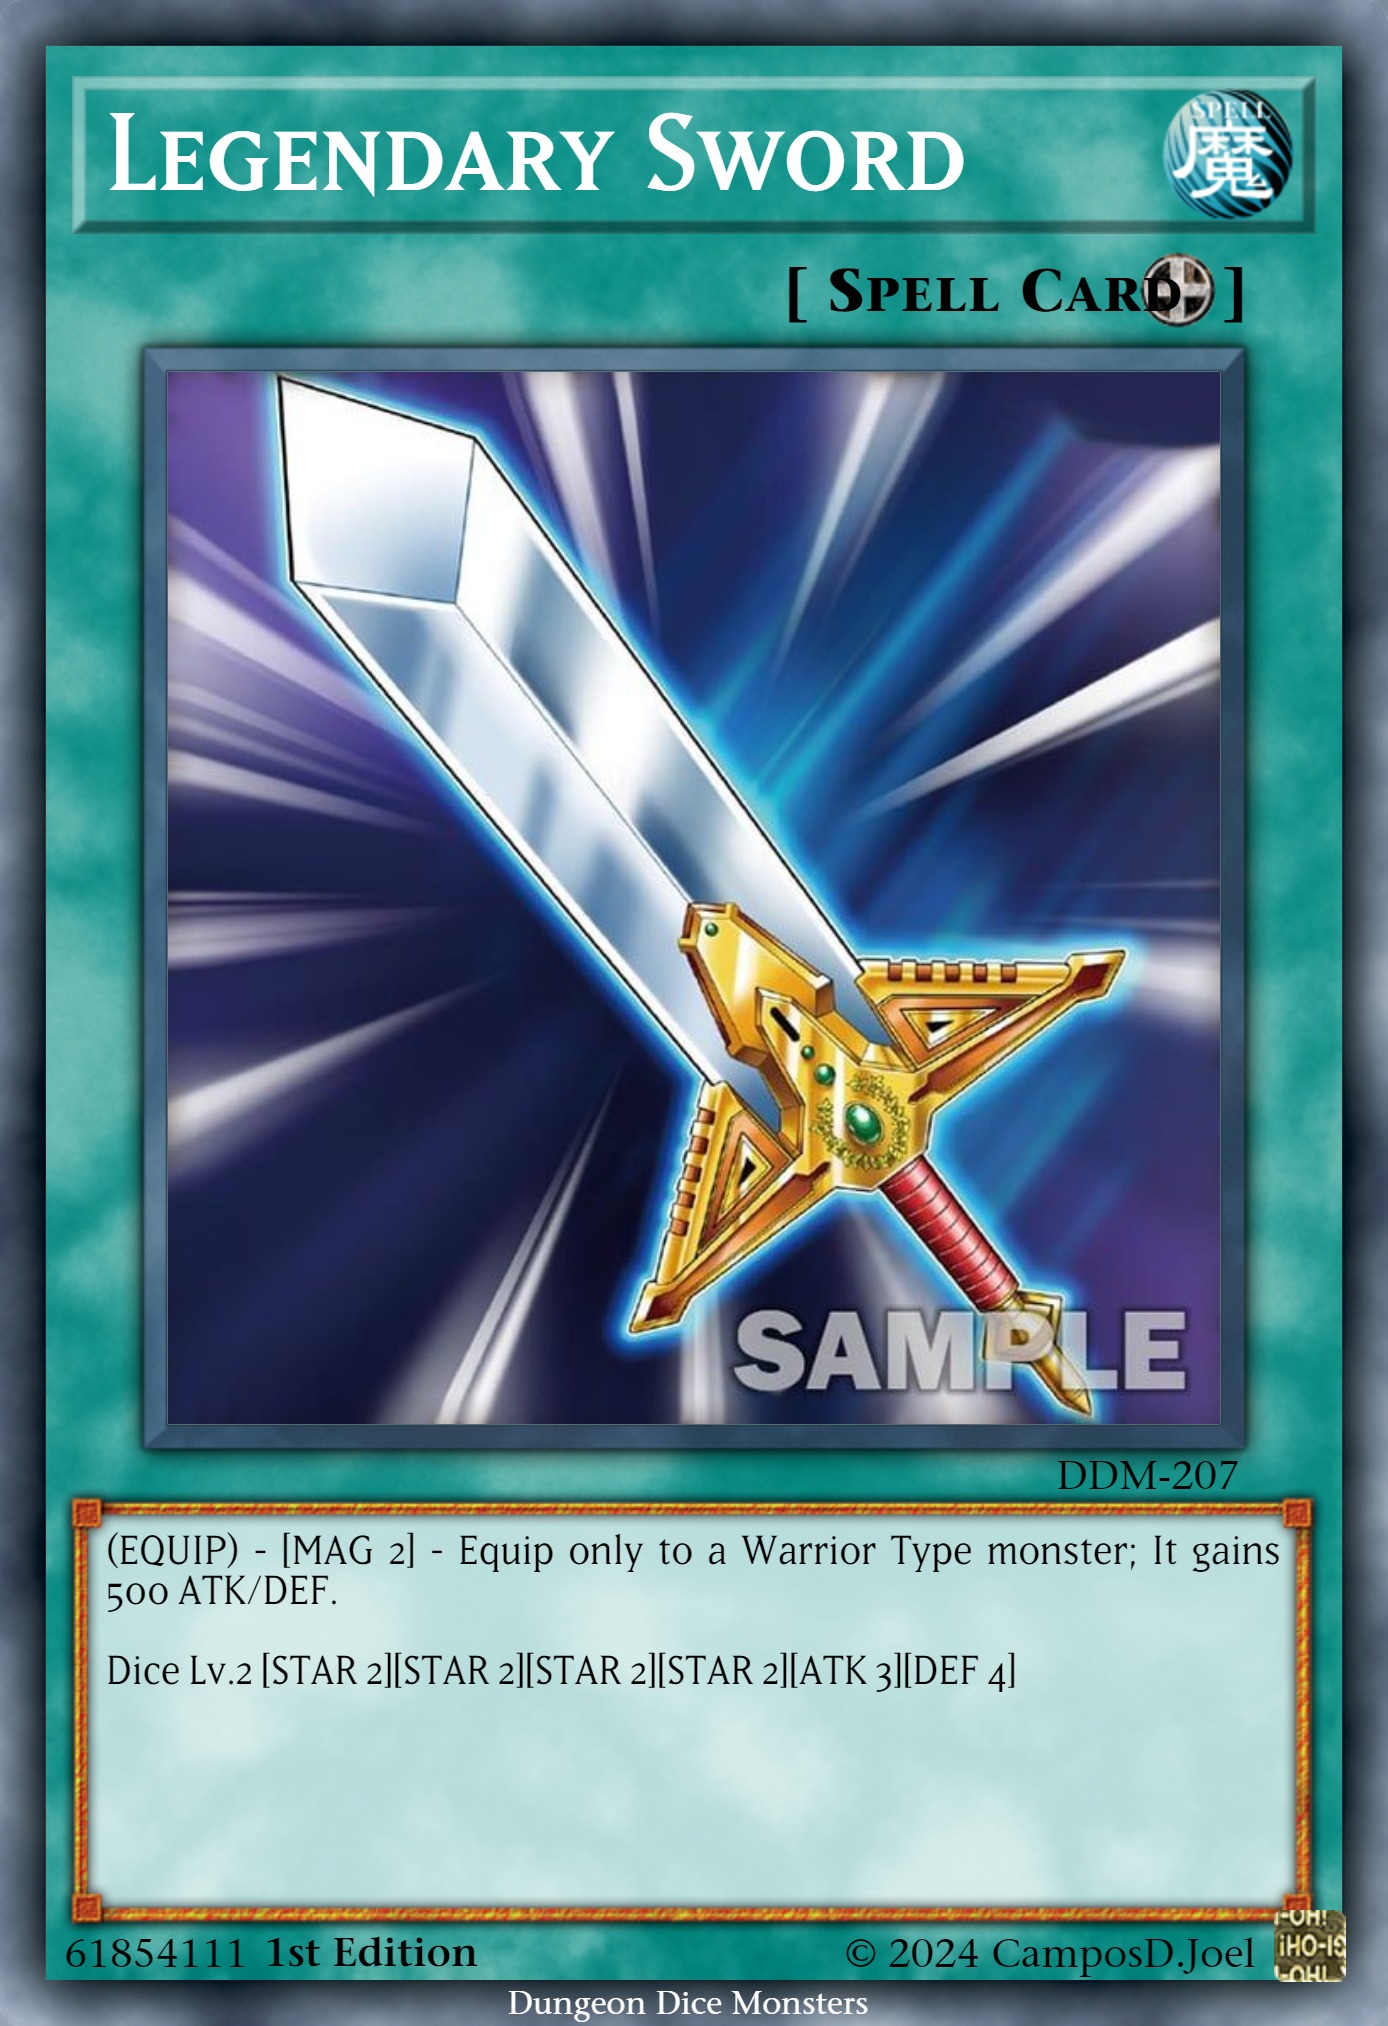 Legendary Sword
SPELL
魔
[ Spell Card ]
SAMPLE
DDM-207
(EQUIP) - [MAG 2] - Equip only to a Warrior Type monster; It gains
500 ATK/DEF.
Dice Lv.2 [STAR 2][STAR 2][STAR 2][STAR 2][ATK 3][DEF 4]
61854111 1st Edition
© 2024 CamposD.Joel
Dungeon Dice Monsters